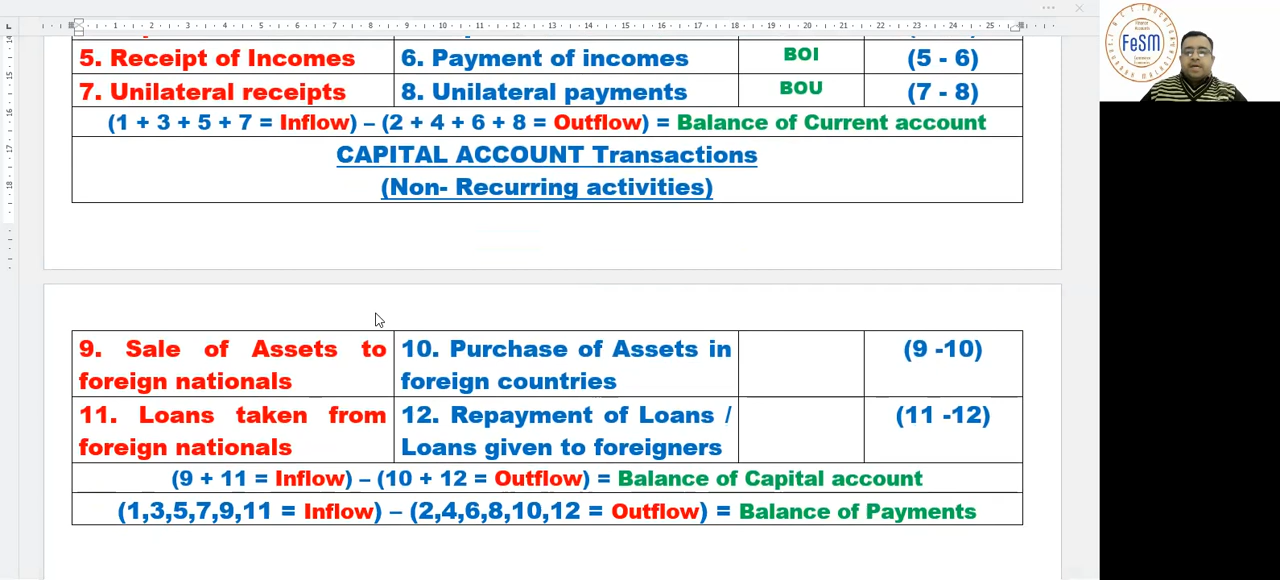 5. Receipt of Incomes 6. Payment of incomes BOI (5 - 6)
7. Unilateral receipts 8. Unilateral payments BOU (7 - 8)
(1 + 3 + 5 + 7 = Inflow) – (2 + 4 + 6 + 8 = Outflow) = Balance of Current account
CAPITAL ACCOUNT Transactions
(Non- Recurring activities)
9. Sale of Assets to foreign nationals 10. Purchase of Assets in foreign countries (9 -10)
11. Loans taken from foreign nationals 12. Repayment of Loans / Loans given to foreigners (11 -12)
(9 + 11 = Inflow) – (10 + 12 = Outflow) = Balance of Capital account
(1,3,5,7,9,11 = Inflow) – (2,4,6,8,10,12 = Outflow) = Balance of Payments
FeSM